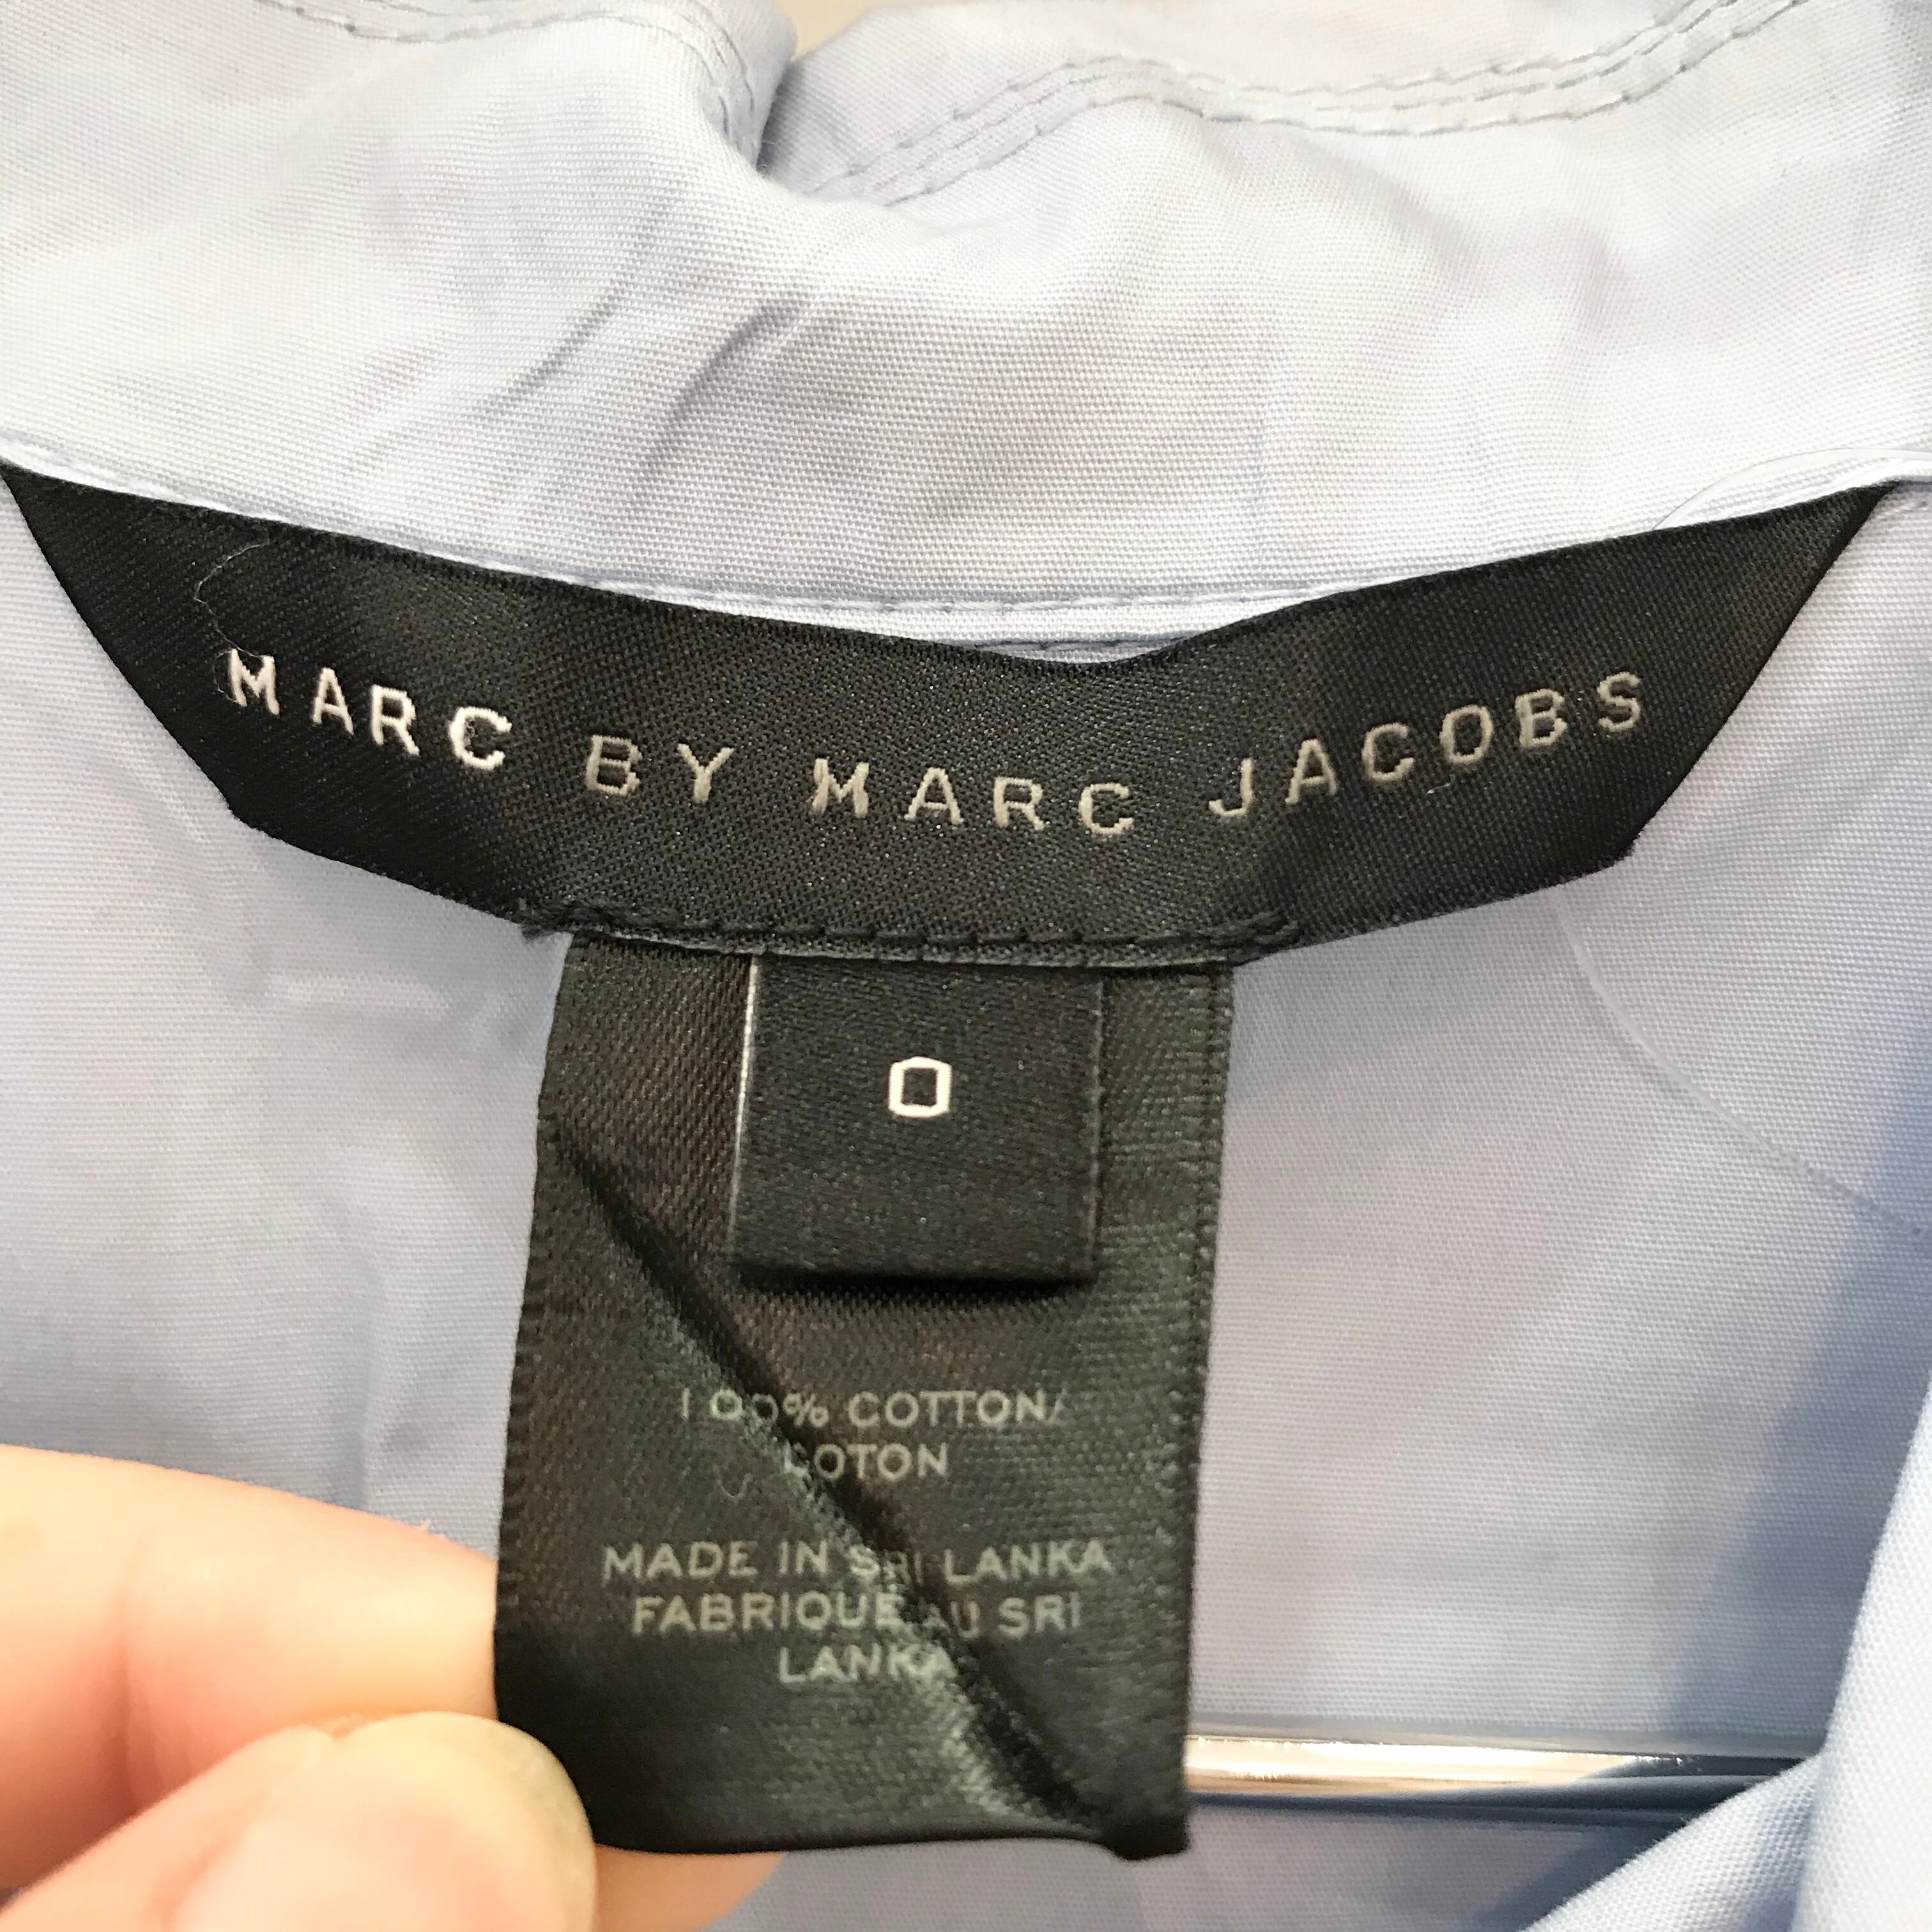 MARC BY MARC JACOBS
0
100% COTTON/
COTON
MADE IN SRI LANKA
FABRIQUE AU SRI
LANKA